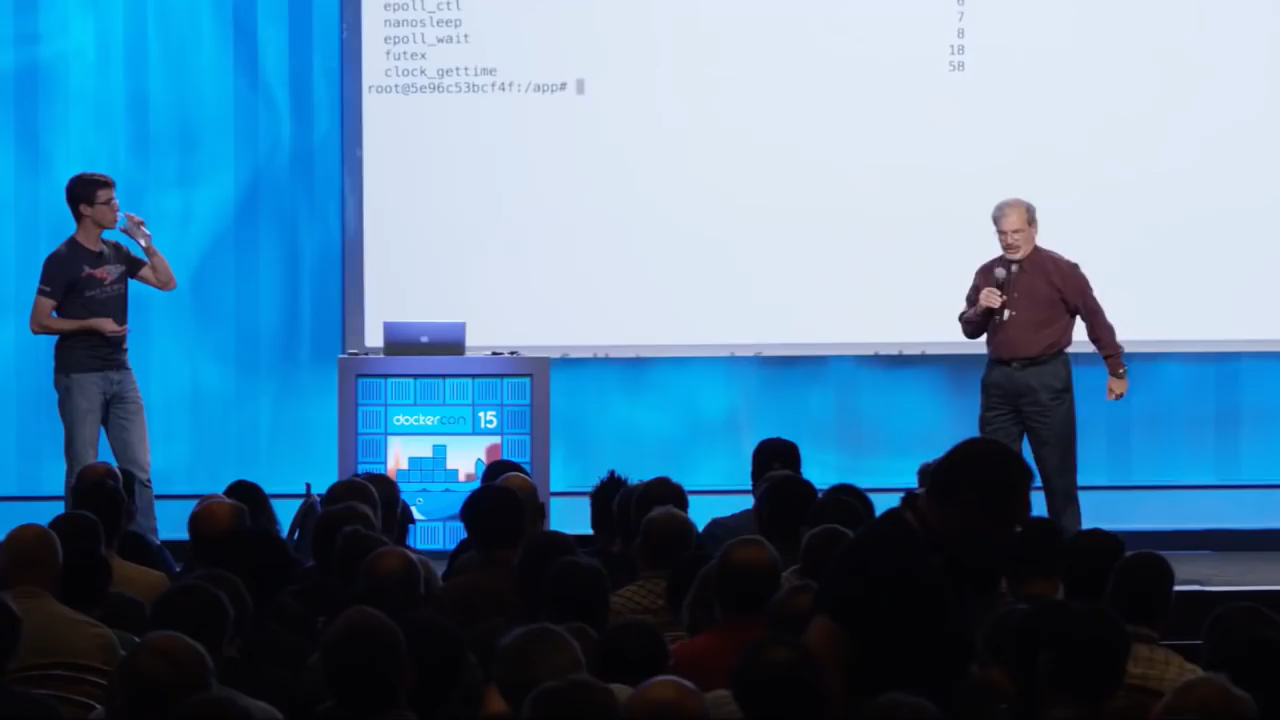 epoll_ctl 6
nanosleep 7
epoll_wait 8
futex 18
clock_gettime 58
root@5e96c53bcf4f:/app#
dockercon 15